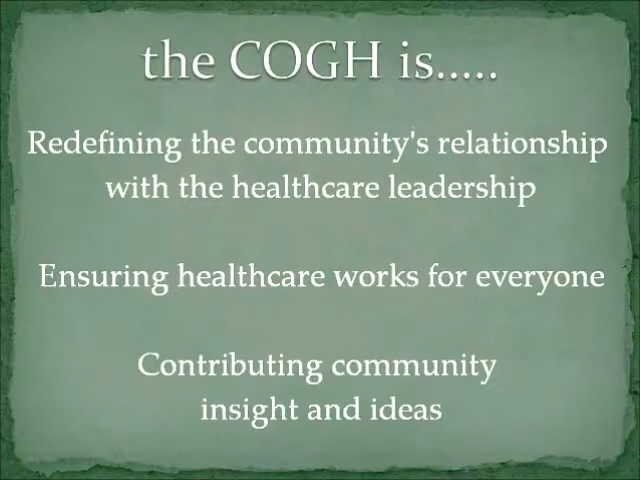 the COGH is.....
Redefining the community's relationship
with the healthcare leadership
Ensuring healthcare works for everyone
Contributing community
insight and ideas